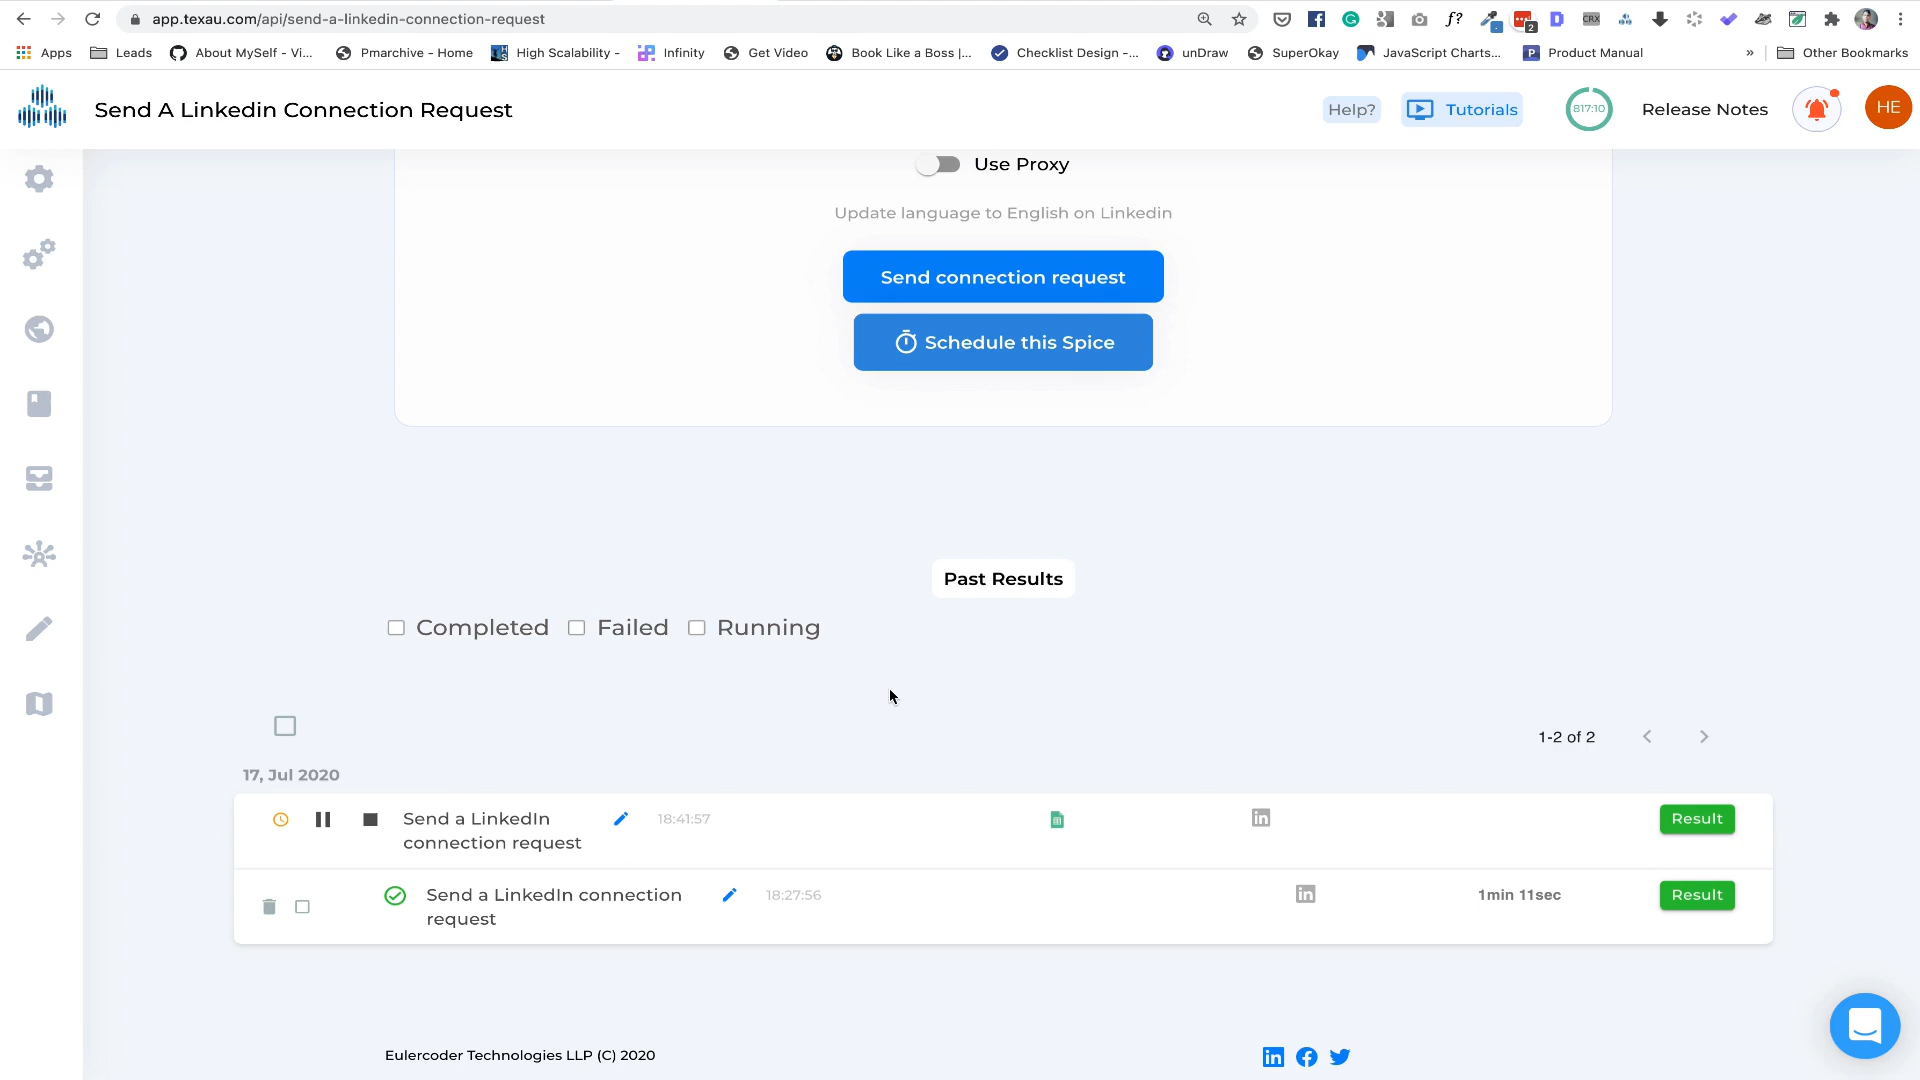 app.texau.com/api/send-a-linkedin-connection-request
f?
2
CRX
Apps Leads About MySelf - Vi... Pmarchive - Home High Scalability - Infinity Get Video Book Like a Boss |... Checklist Design -... unDraw SuperOkay JavaScript Charts... Product Manual » Other Bookmarks
Send A Linkedin Connection Request
Help? Tutorials 817:10 Release Notes HE
Use Proxy
Update language to English on Linkedin
Send connection request
Schedule this Spice
Past Results
Completed Failed Running
1-2 of 2
17, Jul 2020
Send a LinkedIn connection request 18:41:57 Result
Send a LinkedIn connection request 18:27:56 1min 11sec Result
Eulercoder Technologies LLP (C) 2020